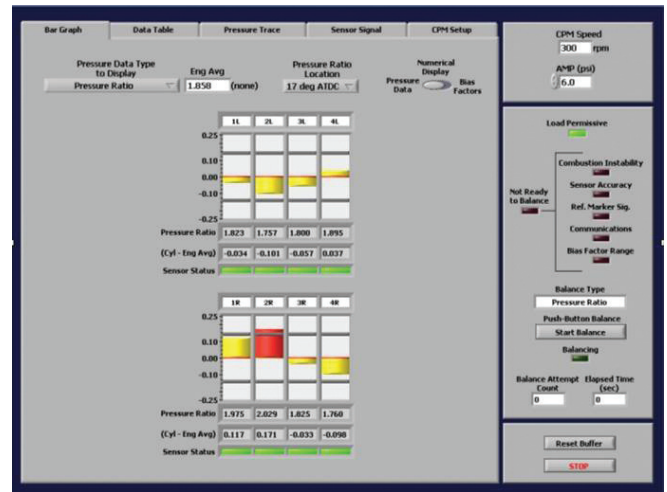 Bar Graph Data Table Pressure Trace Sensor Signal CPM Setup
Pressure Data Type to Display
Pressure Ratio
Eng Avg
1.858 (none)
Pressure Ratio Location
17 deg ATDC
Numerical Display
Pressure Data
Bias Factors
1L 2L 3L 4L
0.25
0.10
0.00
-0.10
-0.25
Pressure Ratio 1.823 1.757 1.800 1.895
(Cyl - Eng Avg) -0.034 -0.101 -0.057 0.037
Sensor Status
1R 2R 3R 4R
0.25
0.10
0.00
-0.10
-0.25
Pressure Ratio 1.975 2.029 1.825 1.760
(Cyl - Eng Avg) 0.117 0.171 -0.033 -0.098
Sensor Status
CPM Speed
300 rpm
AMP (psi)
6.0
Load Permissive
Not Ready to Balance
Combustion Instability
Sensor Accuracy
Ref. Marker Sig.
Communications
Bias Factor Range
Balance Type
Pressure Ratio
Push-Button Balance
Start Balance
Balancing
Balance Attempt Count
0
Elapsed Time (sec)
0
Reset Buffer
STOP